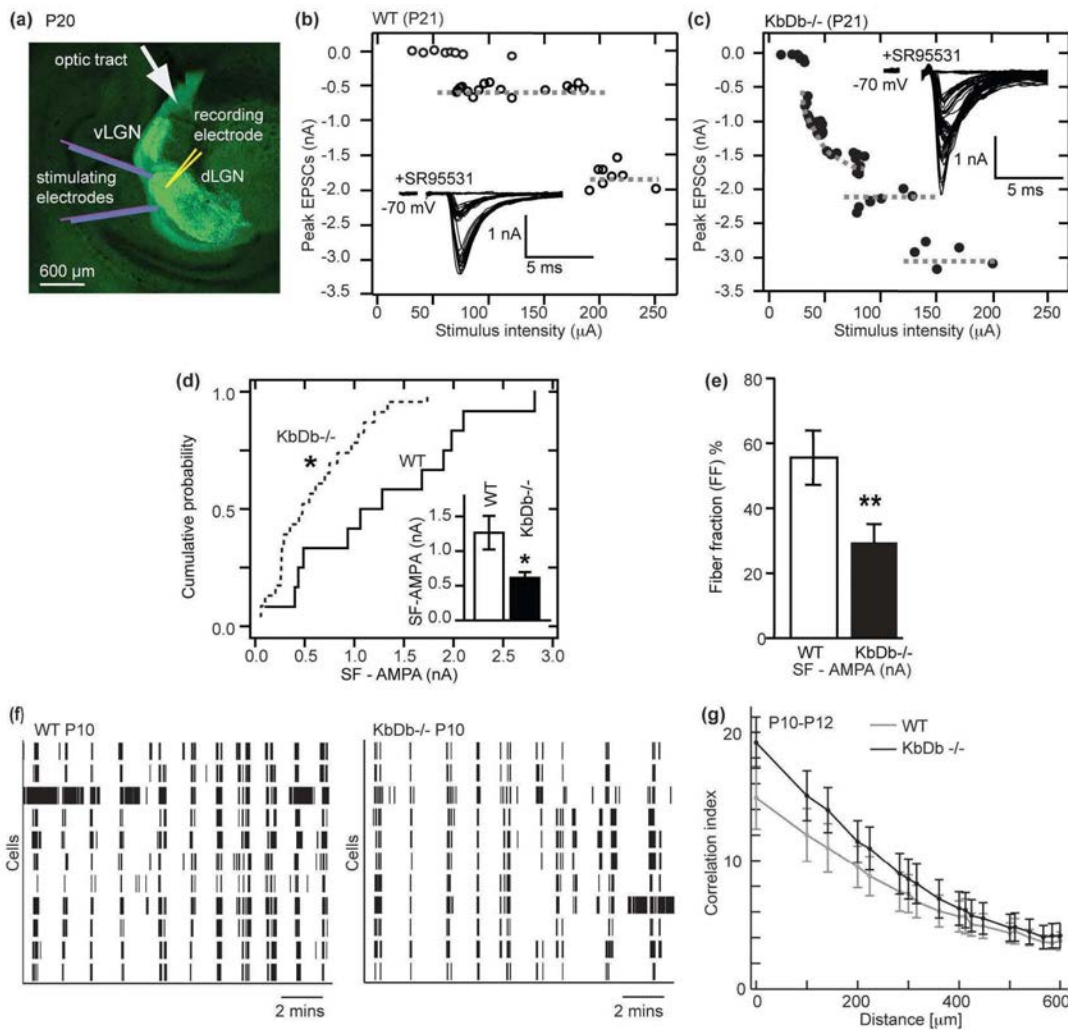 (a) P20
optic tract
vLGN
recording
electrode
dLGN
stimulating
electrodes
600 μm
(b) WT (P21)
Peak EPSCs (nA)
0.0
-0.5
-1.0
-1.5
-2.0
-2.5
-3.0
-3.5
+SR95531
-70 mV
1 nA
5 ms
0 50 100 150 200 250
Stimulus intensity (μA)
(c) KbDb-/- (P21)
Peak EPSCs (nA)
0.0
-0.5
-1.0
-1.5
-2.0
-2.5
-3.0
-3.5
+SR95531
-70 mV
1 nA
5 ms
0 50 100 150 200 250
Stimulus intensity (μA)
(d)
Cumulative probability
1.0
0.5
0.0
KbDb-/-
*
WT
SF-AMPA (nA)
1.5
1.0
0.5
0.0
WT
KbDb-/-
*
0.0 0.5 1.0 1.5 2.0 2.5 3.0
SF - AMPA (nA)
(e)
Fiber fraction (FF) %
80
60
40
20
0
**
WT KbDb-/-
SF - AMPA (nA)
(f)
WT P10
Cells
2 mins
KbDb-/- P10
Cells
2 mins
(g)
P10-P12
WT
KbDb -/-
Correlation index
20
10
0
0 200 400 600
Distance [μm]